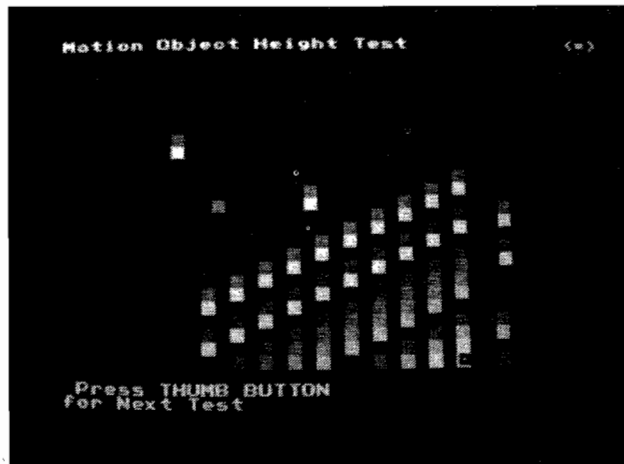 Motion Object Height Test
(=)
Press THUMB BUTTON
for Next Test